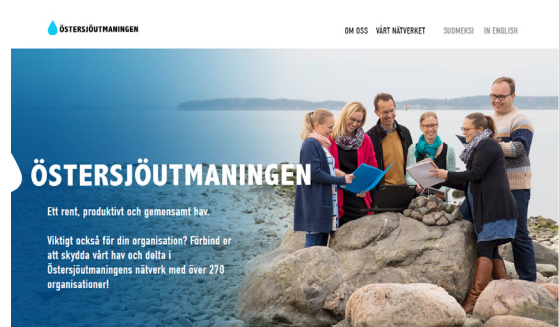 ÖSTERSJÖUTMANINGEN
OM OSS VÅRT NÄTVERKET SUOMEKSI IN ENGLISH
ÖSTERSJÖUTMANINGEN
Ett rent, produktivt och gemensamt hav.
Viktigt också för din organisation? Förbind er
att skydda vårt hav och delta i
Östersjöutmaningens nätverk med över 270
organisationer!